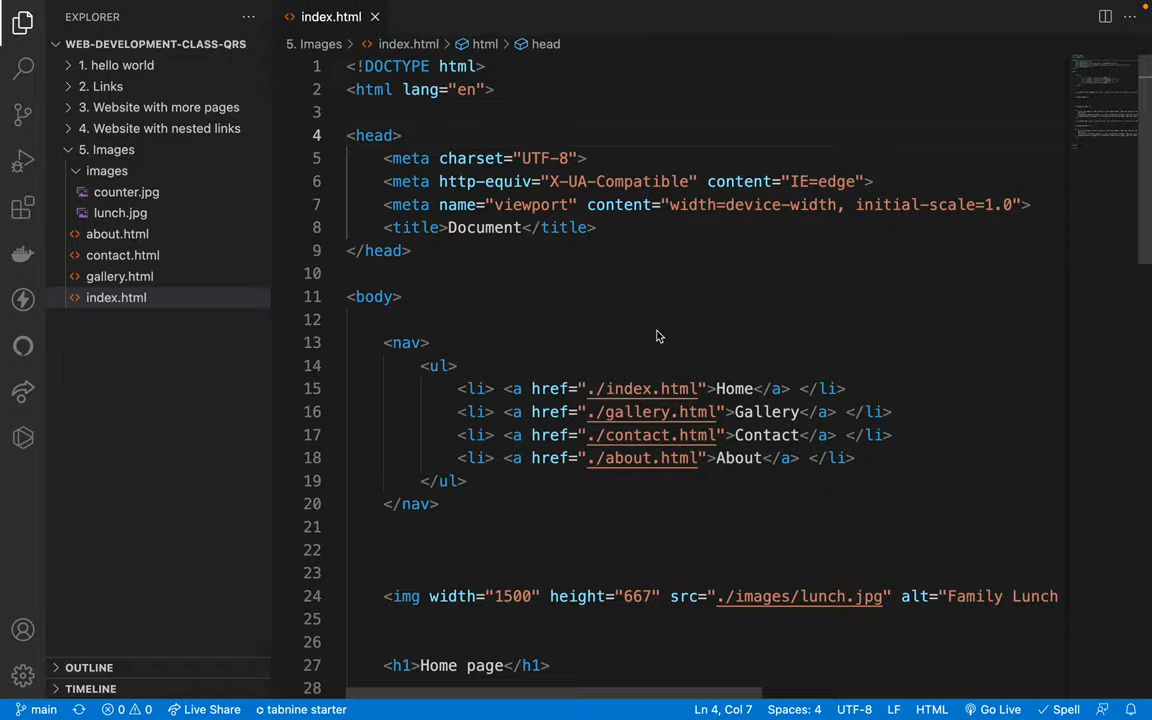 EXPLORER
index.html
WEB-DEVELOPMENT-CLASS-QRS
1. hello world
2. Links
3. Website with more pages
4. Website with nested links
5. Images
images
counter.jpg
lunch.jpg
about.html
contact.html
gallery.html
index.html
OUTLINE
TIMELINE
5. Images > index.html > html > head
1 <!DOCTYPE html>
2 <html lang="en">
3
4 <head>
5 <meta charset="UTF-8">
6 <meta http-equiv="X-UA-Compatible" content="IE=edge">
7 <meta name="viewport" content="width=device-width, initial-scale=1.0">
8 <title>Document</title>
9 </head>
10
11 <body>
12
13 <nav>
14 <ul>
15 <li> <a href="./index.html">Home</a> </li>
16 <li> <a href="./gallery.html">Gallery</a> </li>
17 <li> <a href="./contact.html">Contact</a> </li>
18 <li> <a href="./about.html">About</a> </li>
19 </ul>
20 </nav>
21
22
23
24 <img width="1500" height="667" src="./images/lunch.jpg" alt="Family Lunch
25
26
27 <h1>Home page</h1>
28
main 0 0 Live Share tabnine starter Ln 4, Col 7 Spaces: 4 UTF-8 LF HTML Go Live Spell